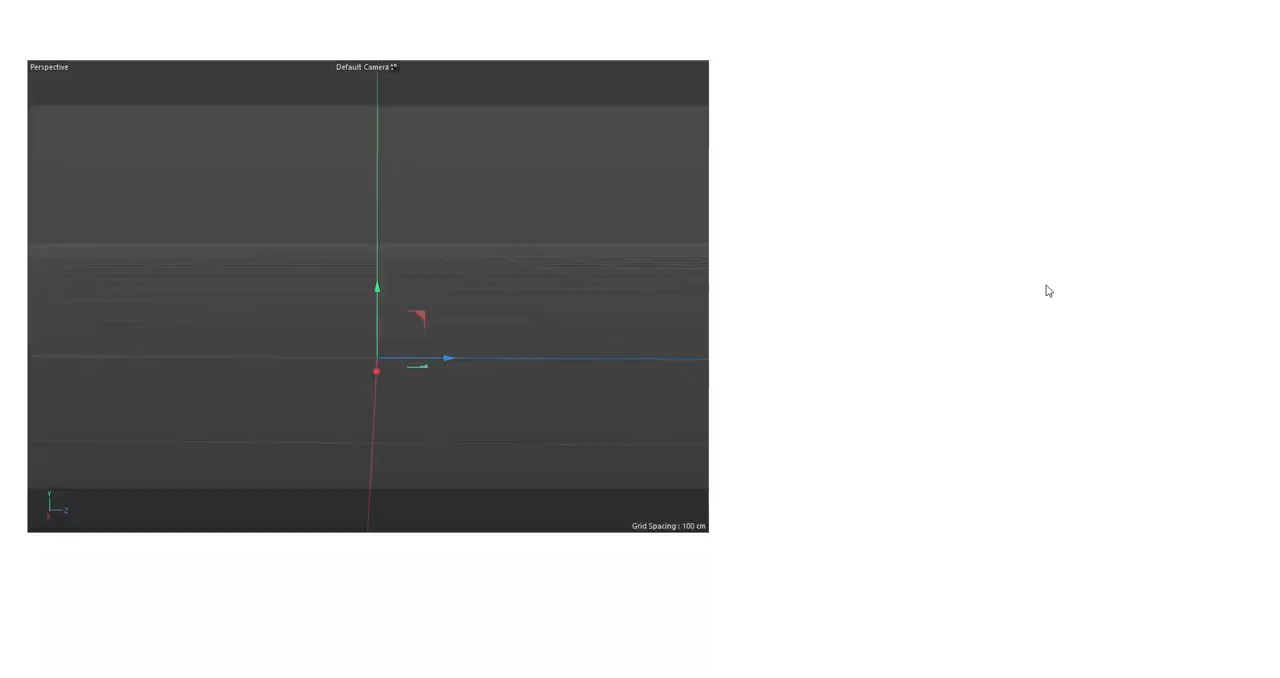 Perspective
Default Camera
Y
Z
X
Grid Spacing : 100 cm